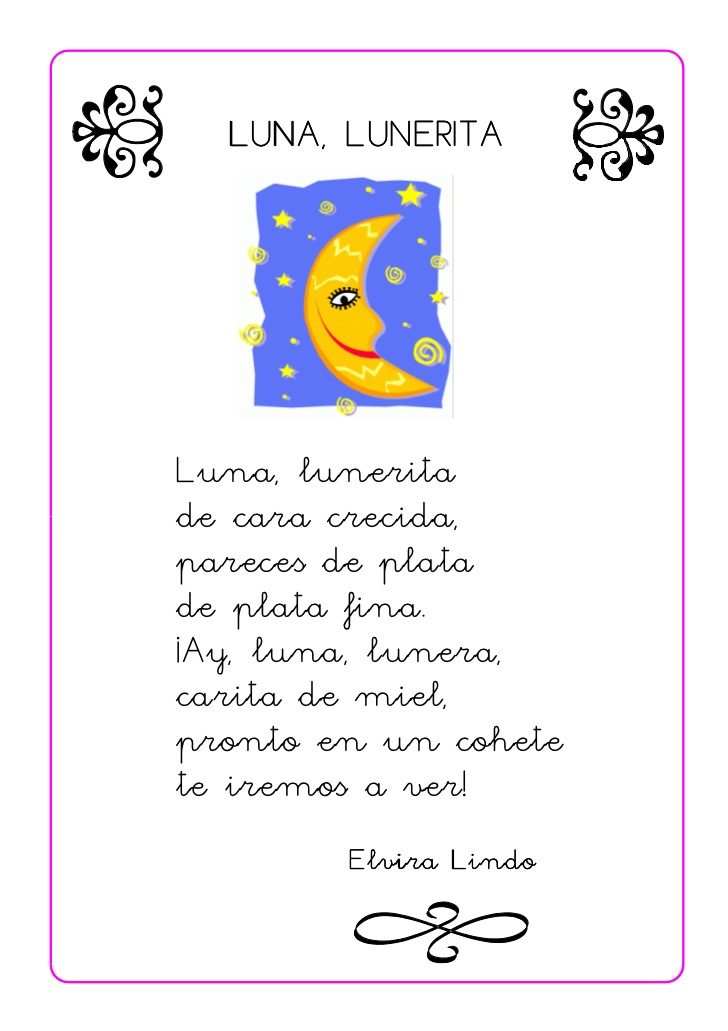 LUNA, LUNERITA
Luna, lunerita
de cara crecida,
pareces de plata
de plata fina.
¡Ay, luna, lunera,
carita de miel,
pronto en un cohete
te iremos a ver!
Elvira Lindo